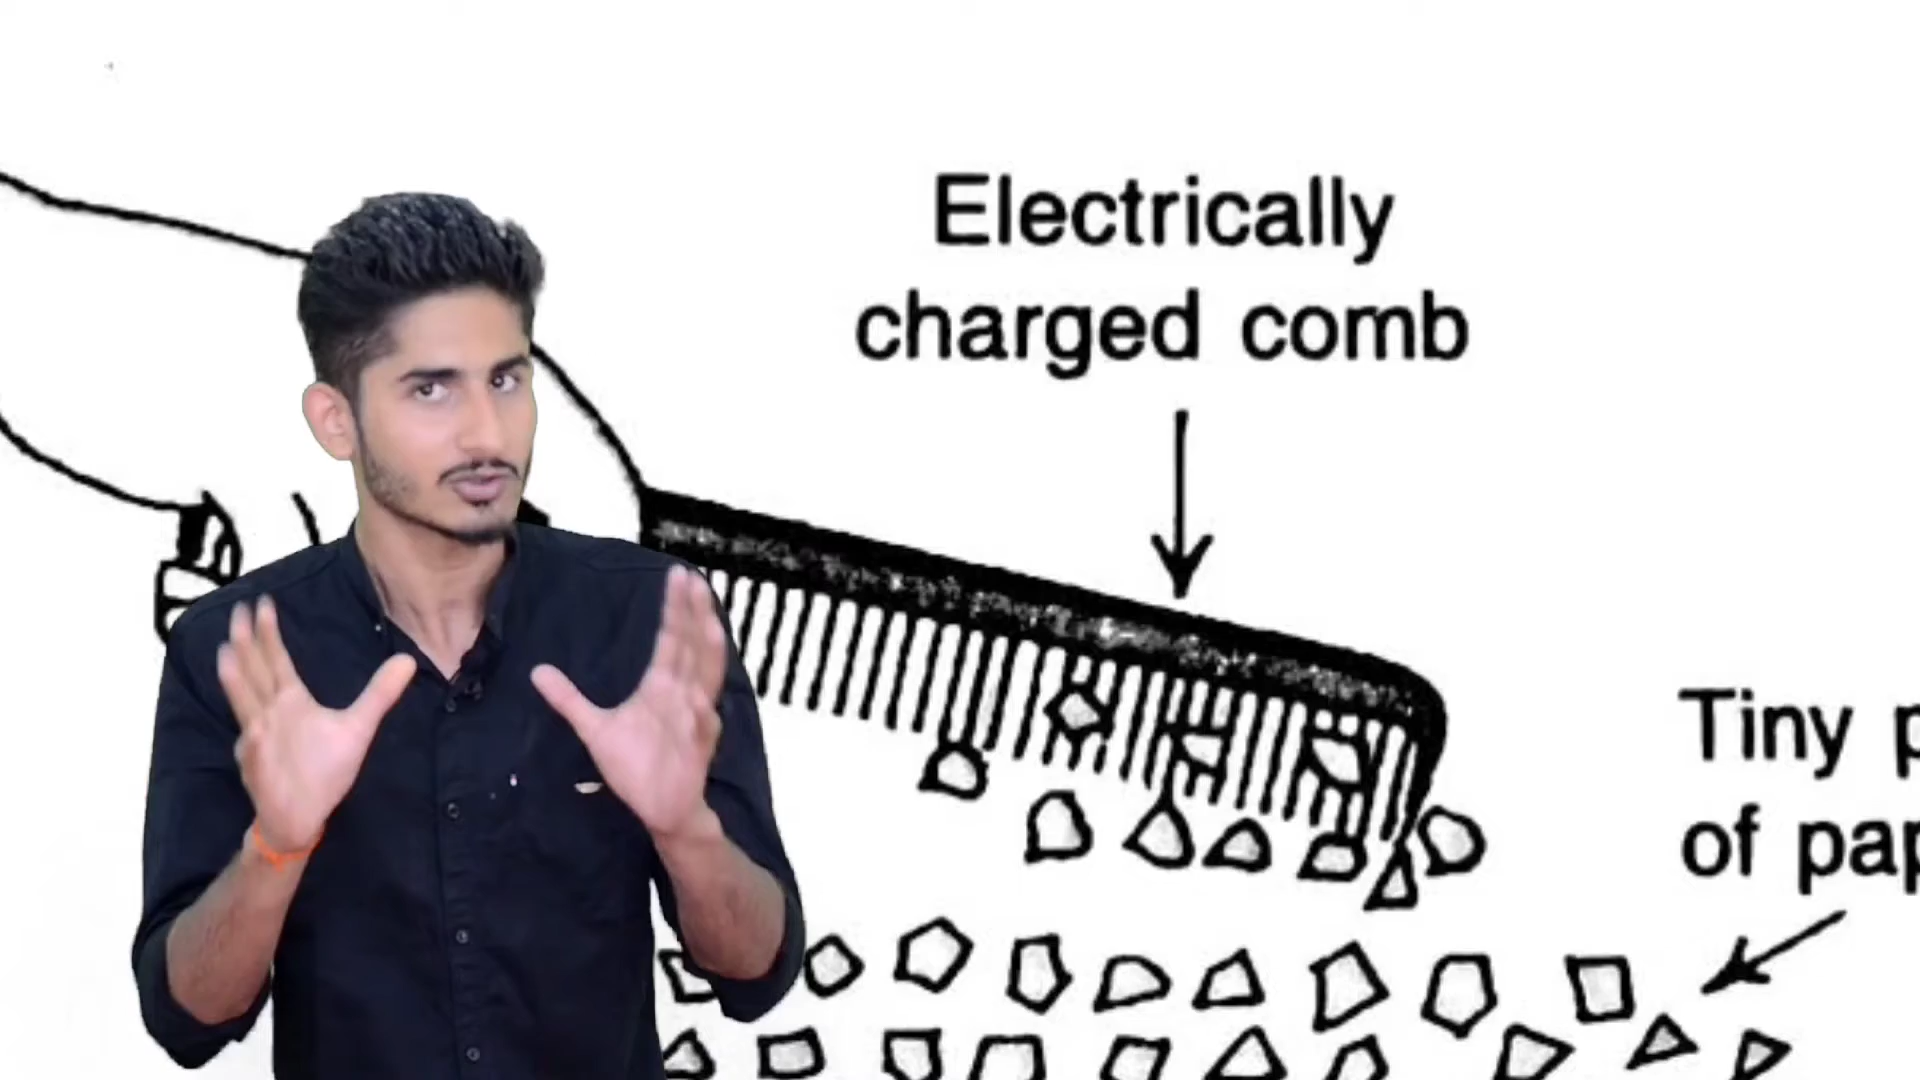 Electrically
charged comb
Tiny
of